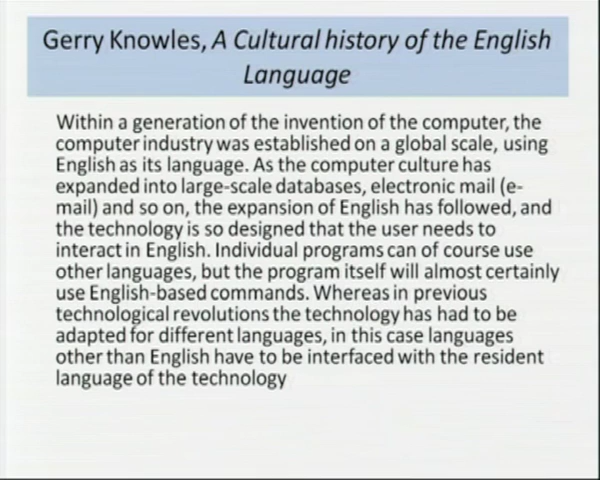 Gerry Knowles, A Cultural history of the English
Language
Within a generation of the invention of the computer, the
computer industry was established on a global scale, using
English as its language. As the computer culture has
expanded into large-scale databases, electronic mail (e-
mail) and so on, the expansion of English has followed, and
the technology is so designed that the user needs to
interact in English. Individual programs can of course use
other languages, but the program itself will almost certainly
use English-based commands. Whereas in previous
technological revolutions the technology has had to be
adapted for different languages, in this case languages
other than English have to be interfaced with the resident
language of the technology